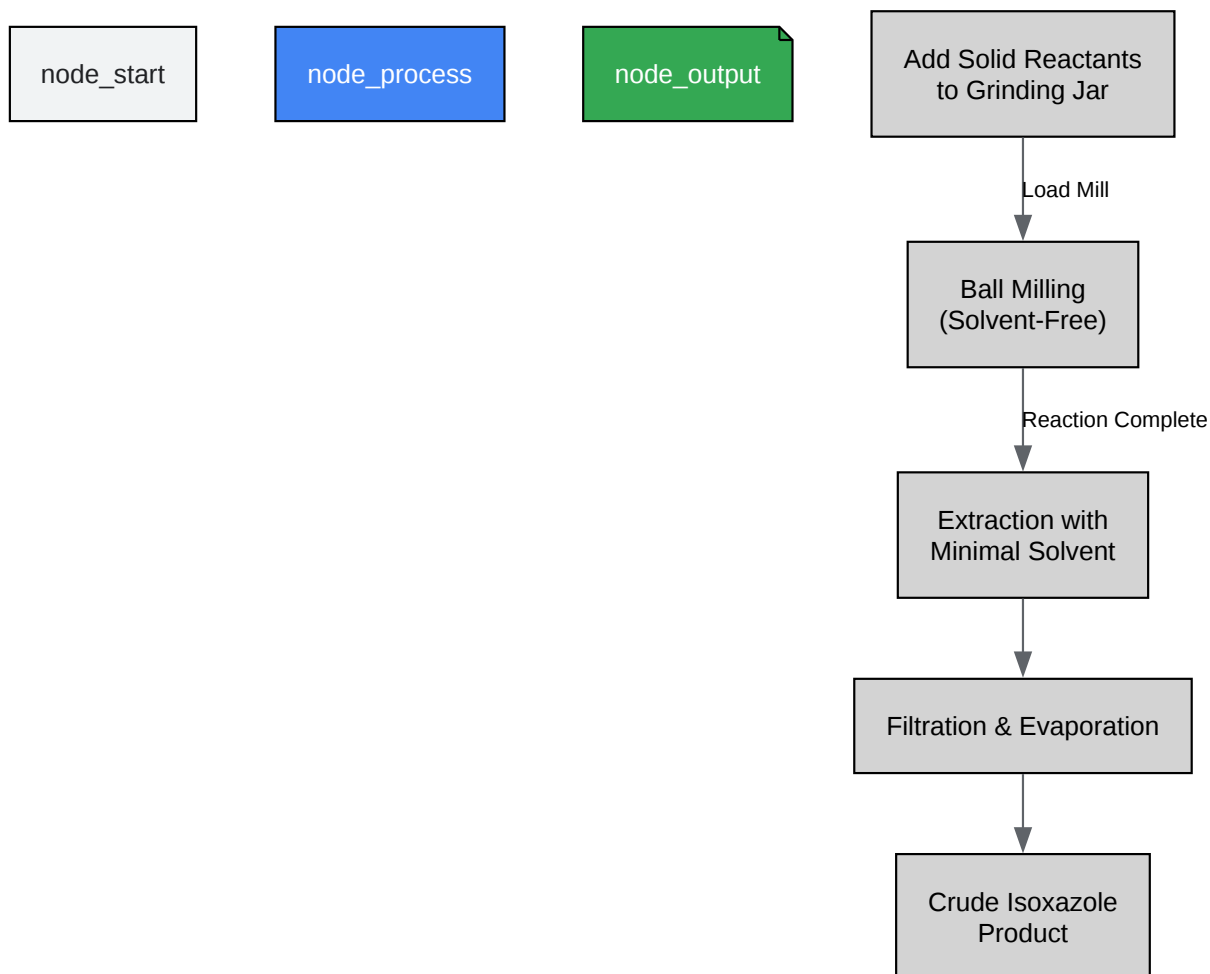 node_start
node_process
node_output
Add Solid Reactants
to Grinding Jar
Load Mill
Ball Milling
(Solvent-Free)
Reaction Complete
Extraction with
Minimal Solvent
Filtration & Evaporation
Crude Isoxazole
Product